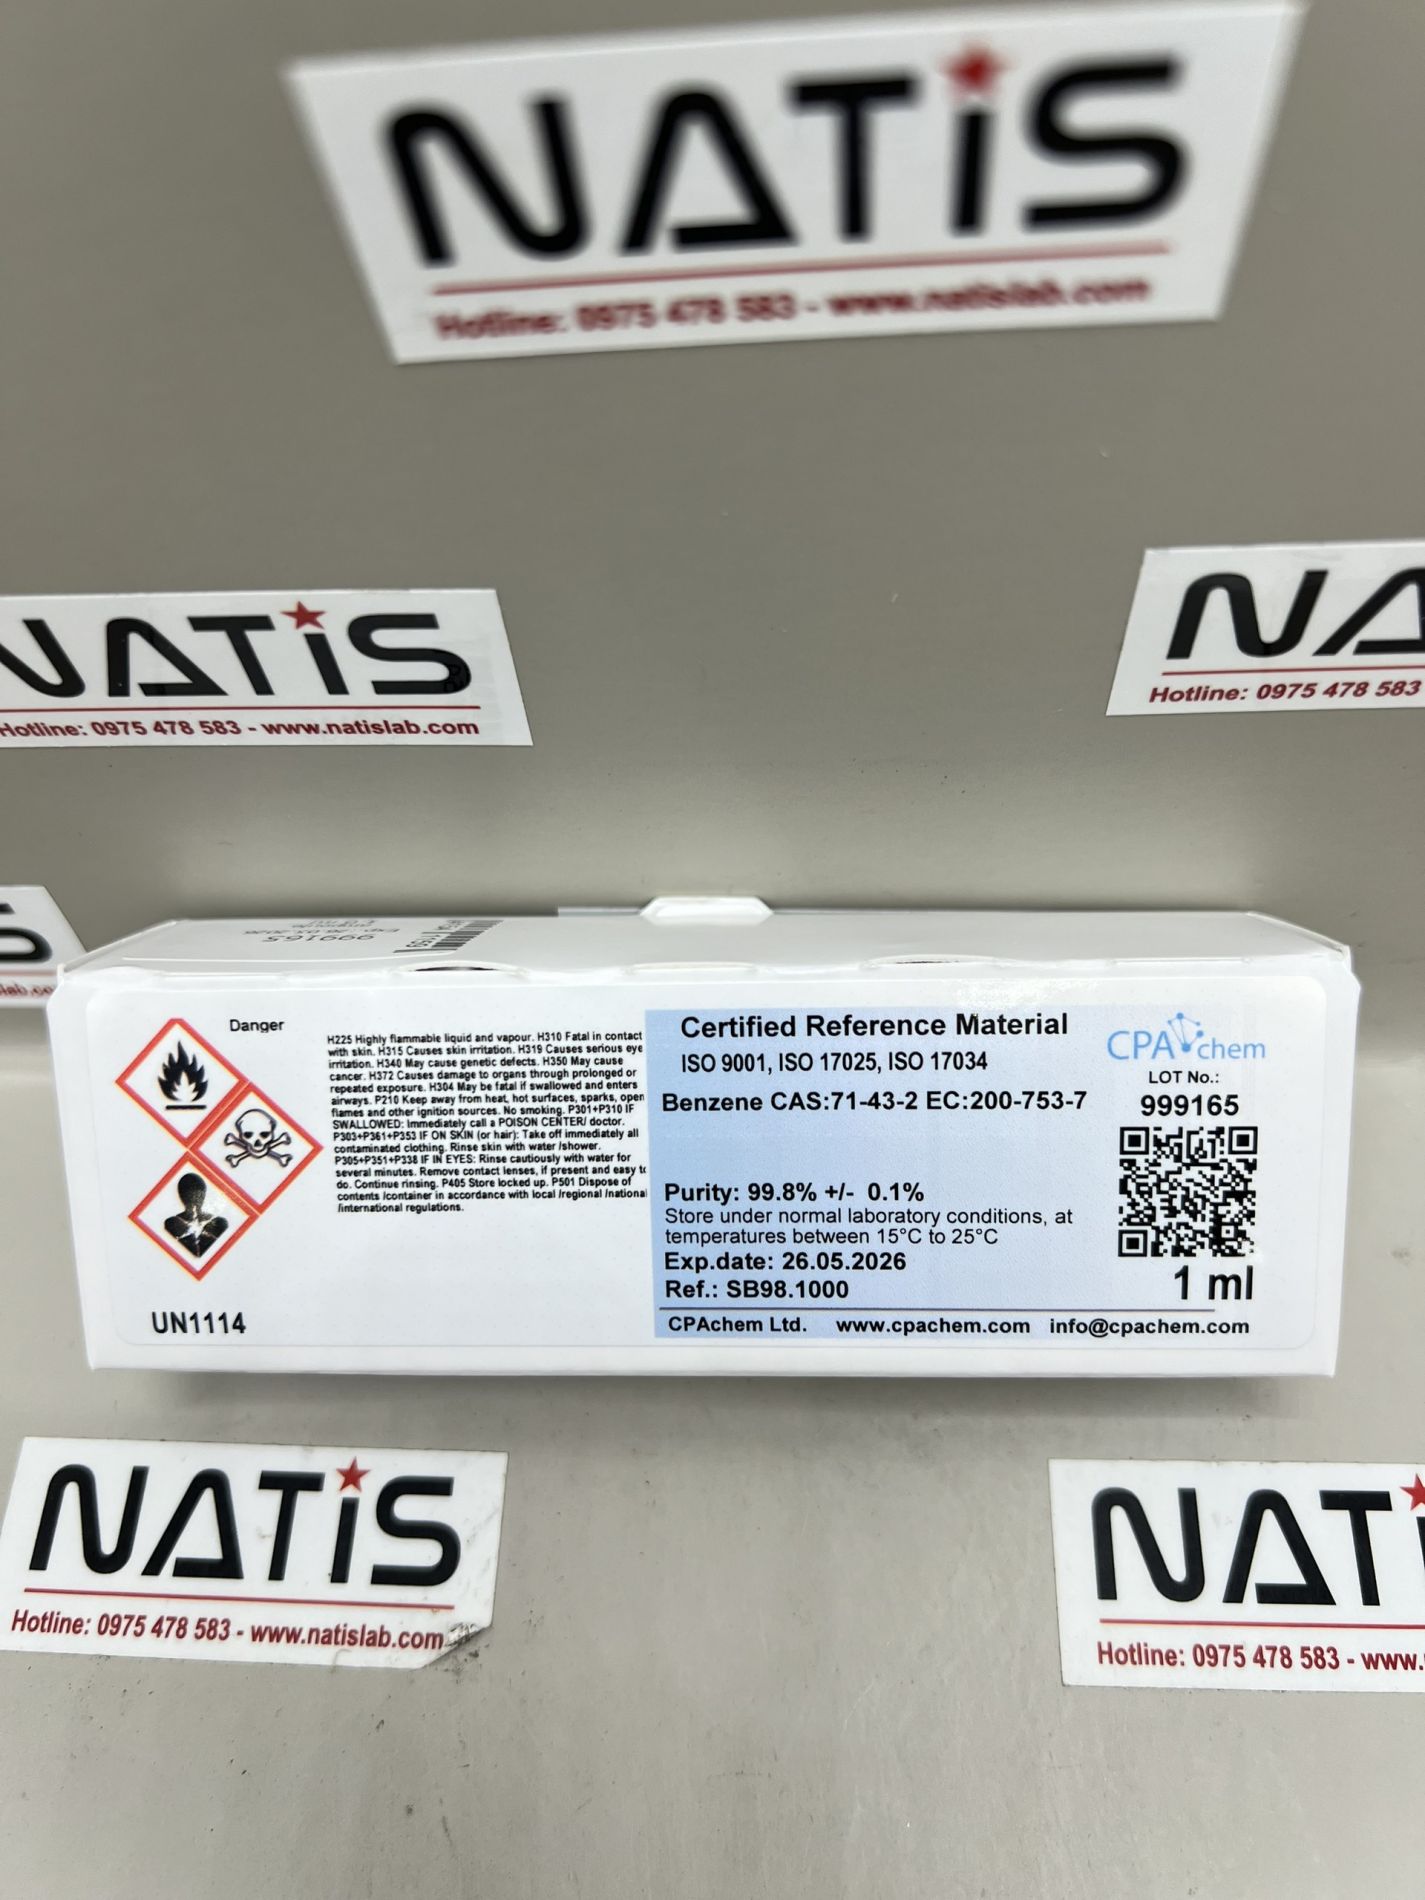 NATiS
Hotline: 0975 478 583 - www.natislab.com
NATiS
Hotline: 0975 478 583 - www.natislab.com
NA
Hotline: 0975 478 583
S
999165
Danger
H225 Highly flammable liquid and vapour. H310 Fatal in contact
with skin. H315 Causes skin irritation. H319 Causes serious eye
irritation. H340 May cause genetic defects. H350 May cause
cancer. H372 Causes damage to organs through prolonged or
repeated exposure. H304 May be fatal if swallowed and enters
airways. P210 Keep away from heat, hot surfaces, sparks, open
flames and other ignition sources. No smoking. P301+P310 IF
SWALLOWED: Immediately call a POISON CENTER/ doctor.
P303+P361+P353 IF ON SKIN (or hair): Take off immediately all
contaminated clothing. Rinse skin with water /shower.
P305+P351+P338 IF IN EYES: Rinse cautiously with water for
several minutes. Remove contact lenses, if present and easy to
do. Continue rinsing. P405 Store locked up. P501 Dispose of
contents /container in accordance with local /regional /national
/international regulations.
UN1114
Certified Reference Material
ISO 9001, ISO 17025, ISO 17034
Benzene CAS:71-43-2 EC:200-753-7
Purity: 99.8% +/- 0.1%
Store under normal laboratory conditions, at
temperatures between 15°C to 25°C
Exp.date: 26.05.2026
Ref.: SB98.1000
CPAchem
LOT No.:
999165
1 ml
CPAchem Ltd. www.cpachem.com info@cpachem.com
NATiS
Hotline: 0975 478 583 - www.natislab.com
NATi
Hotline: 0975 478 583 - www.